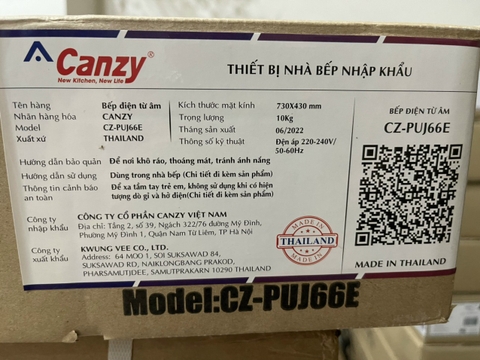 Canzy®
New Kitchen, New Life
THIẾT BỊ NHÀ BẾP NHẬP KHẨU
Tên hàng Bếp điện từ âm
Nhãn hàng hóa CANZY
Model CZ-PUJ66E
Xuất xứ THAILAND
Kích thước mặt kính 730X430 mm
Trọng lượng 10Kg
Tháng sản xuất 06/2022
Thông số kỹ thuật Điện áp 220-240V/
50-60Hz
Hướng dẫn bảo quản Để nơi khô ráo, thoáng mát, tránh ánh nắng
Hướng dẫn sử dụng Dùng trong nhà bếp (Chi tiết đi kèm sản phẩm)
Thông tin cảnh báo Để xa tầm tay trẻ em, không sử dụng khi có hiện
an toàn tượng dò gỉ và hở điện(Chi tiết đi kèm sản phẩm)
Công ty CÔNG TY CỔ PHẦN CANZY VIỆT NAM
nhập khẩu Địa chỉ: Tầng 2, số 39, Ngách 322/76 đường Mỹ Đình,
Phường Mỹ Đình 1, Quận Nam Từ Liêm, TP Hà Nội
Công ty KWUNG VEE CO., LTD.
xuất khẩu Address: 64 MOO 1, SOI SUKSAWAD 84,
SUKSAWAD RD, NAIKLONGBANG PRAKOD,
PHARSAMUTJDEE, SAMUTPRAKARN 10290 THAILAND
MADE IN
THAILAND
MADE IN
BẾP ĐIỆN TỪ ÂM
CZ-PUJ66E
MADE IN THAILAND
Model:CZ-PUJ66E